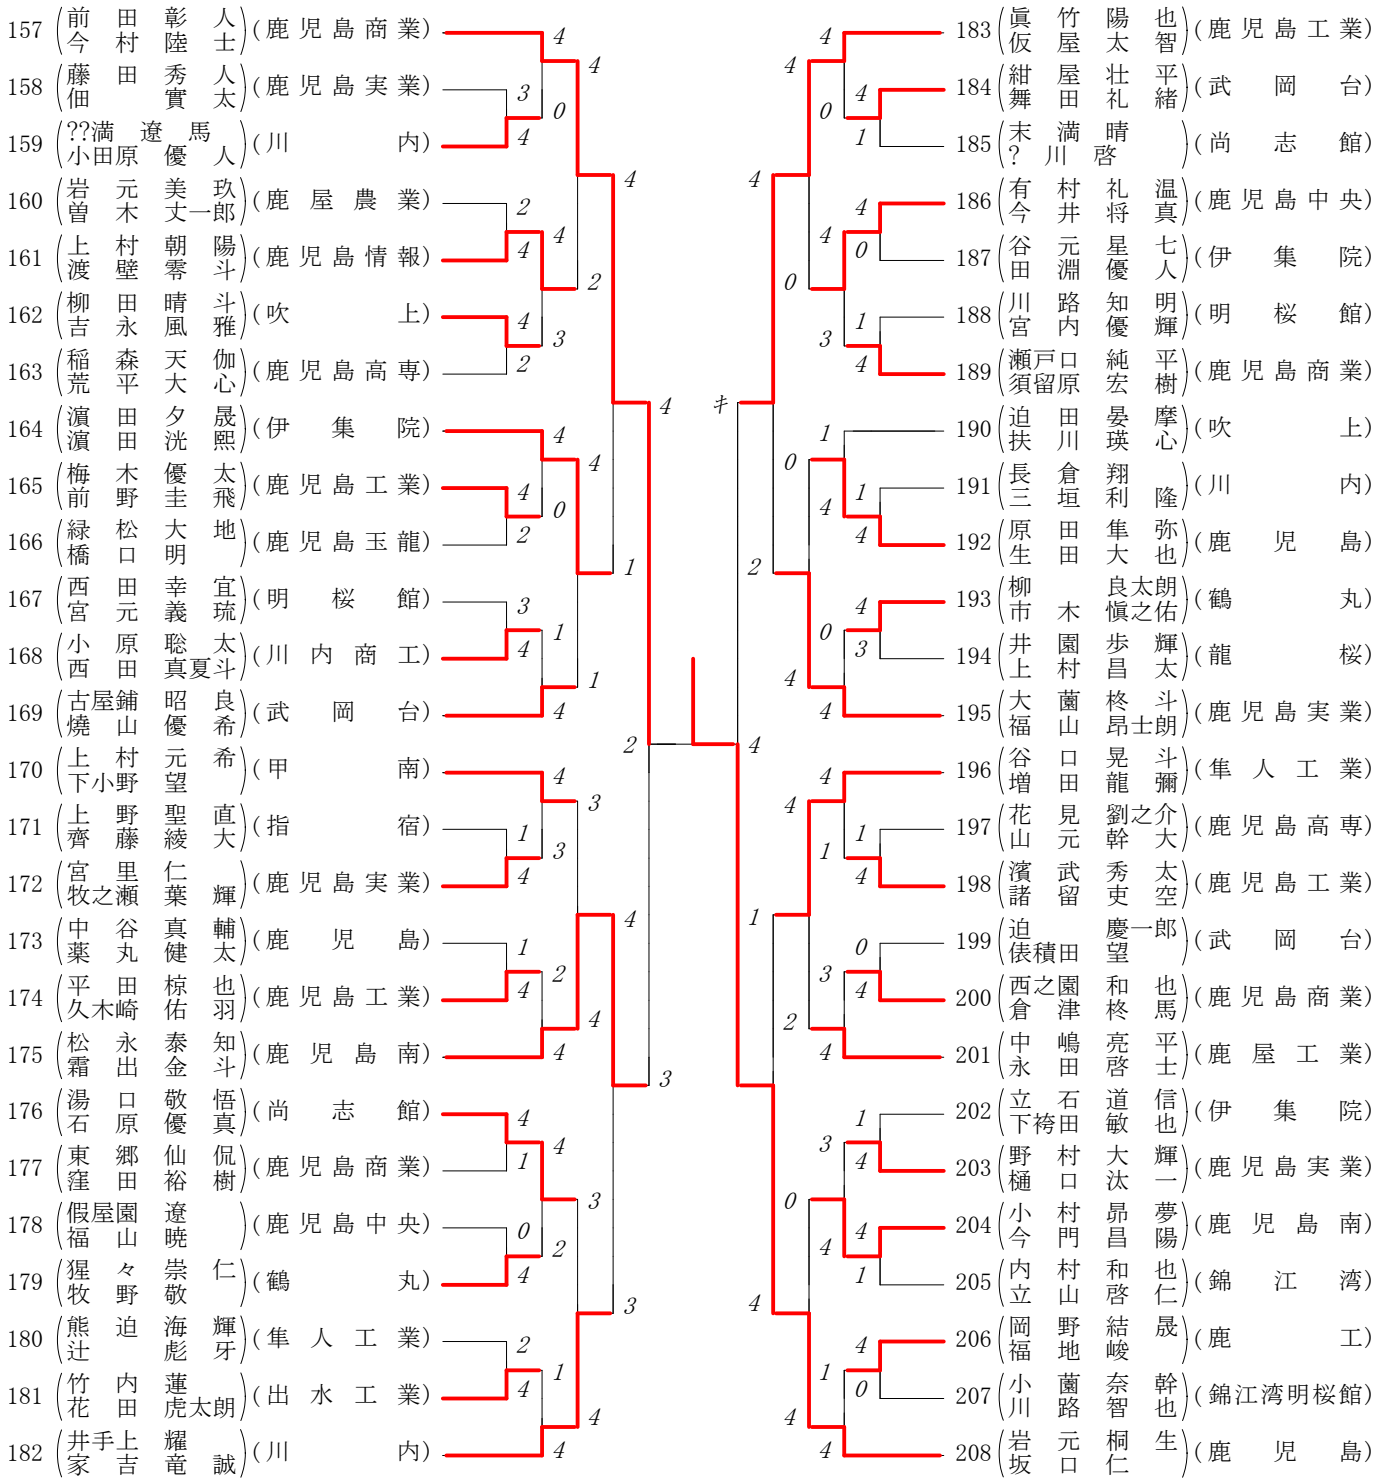 157 (前田彰人 今村陸士) (鹿児島商業)
158 (藤田秀人 佃實太) (鹿児島実業)
159 (??満遼馬 小田原優人) (川内)
160 (岩元美玖 曽木丈一郎) (鹿屋農業)
161 (上村朝陽 渡壁零斗) (鹿児島情報)
162 (柳田晴斗 吉永風雅) (吹上)
163 (稲森天伽 荒平大心) (鹿児島高専)
164 (濵田夕晟 濵田洸熙) (伊集院)
165 (梅木優太 前野圭飛) (鹿児島工業)
166 (緑松大地 橋口明) (鹿児島玉龍)
167 (西田幸宜 宮元義琉) (明桜館)
168 (小原聡太 西田真夏斗) (川内商工)
169 (古屋鋪昭良 燒山優希) (武岡台)
170 (上村元希 下小野望) (甲南)
171 (上野聖直 齊藤綾大) (指宿)
172 (宮里仁 牧之瀬葉輝) (鹿児島実業)
173 (中谷真輔 薬丸健太) (鹿児島)
174 (平田椋也 久木崎佑羽) (鹿児島工業)
175 (松永泰知 霜出金斗) (鹿児島南)
176 (湯口敬悟 石原優真) (尚志館)
177 (東郷仙侃 窪田裕樹) (鹿児島商業)
178 (假屋園遼 福山暁) (鹿児島中央)
179 (猩々崇仁 牧野敬) (鶴丸)
180 (熊迫海輝 辻彪牙) (隼人工業)
181 (竹内蓮 花田虎太朗) (出水工業)
182 (井手上耀 家吉竜誠) (川内)
4
4
3
0
4
4
2
4
4
2
4
3
2
4
4
4
4
0
2
1
3
1
4
1
4
2
4
3
1
3
4
4
1
2
4
4
4
3
4
4
1
3
0
2
4
3
2
1
4
4
4
183 (眞竹陽也 仮屋太智) (鹿児島工業)
184 (紺屋壮平 舞田礼緒) (武岡台)
185 (末満晴 ?川啓) (尚志館)
186 (有村礼温 今井将真) (鹿児島中央)
187 (谷元星七 田淵優人) (伊集院)
188 (川路知明 宮内優輝) (明桜館)
189 (瀬戸口純平 須留原宏樹) (鹿児島商業)
190 (迫田晏摩 扶川瑛心) (吹上)
191 (長倉翔 三垣利隆) (川内)
192 (原田隼弥 生田大也) (鹿児島)
193 (柳良太朗 市木愼之佑) (鶴丸)
194 (井園歩輝 上村昌太) (龍桜)
195 (大薗柊斗 福山昂士朗) (鹿児島実業)
196 (谷口晃斗 増田龍彌) (隼人工業)
197 (花見劉之介 山元幹大) (鹿児島高専)
198 (濱武秀太 諸留吏空) (鹿児島工業)
199 (迫慶一郎 俵積田望) (武岡台)
200 (西之園和也 倉津柊馬) (鹿児島商業)
201 (中嶋亮平 永田啓士) (鹿屋工業)
202 (立石道信 下袴田敏也) (伊集院)
203 (野村大輝 樋口汰一) (鹿児島実業)
204 (小村昴夢 今門昌陽) (鹿児島南)
205 (内村和也 立山啓仁) (錦江湾)
206 (岡野結晟 福地峻) (鹿工)
207 (小薗奈幹 川路智也) (錦江湾明桜館)
208 (岩元桐生 坂口仁) (鹿児島)
4
4
4
0
1
4
4
4
0
0
1
3
4
キ
1
0
1
4
4
2
4
0
3
4
4
4
4
4
1
1
4
1
0
3
4
2
4
1
3
4
0
4
4
1
4
4
1
0
4